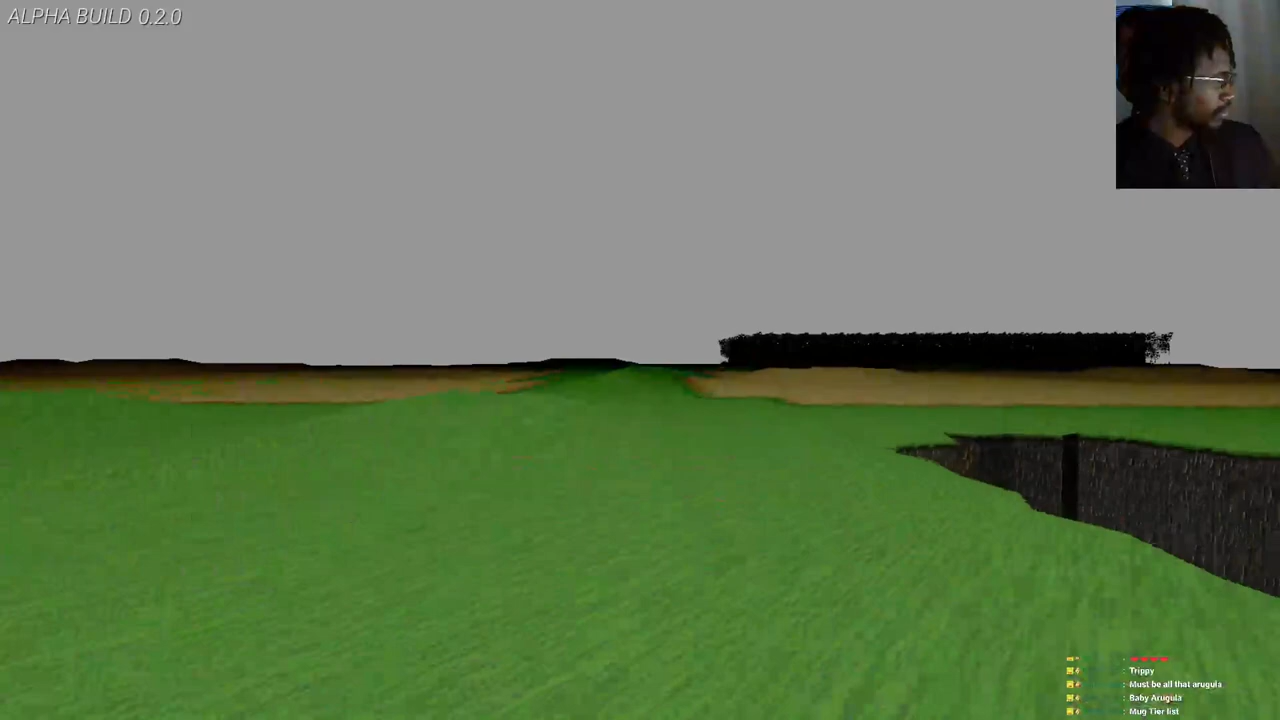 ALPHA BUILD 0.2.0
: Trippy
: Must be all that arugula
: Baby Arugula
: Mug Tier list